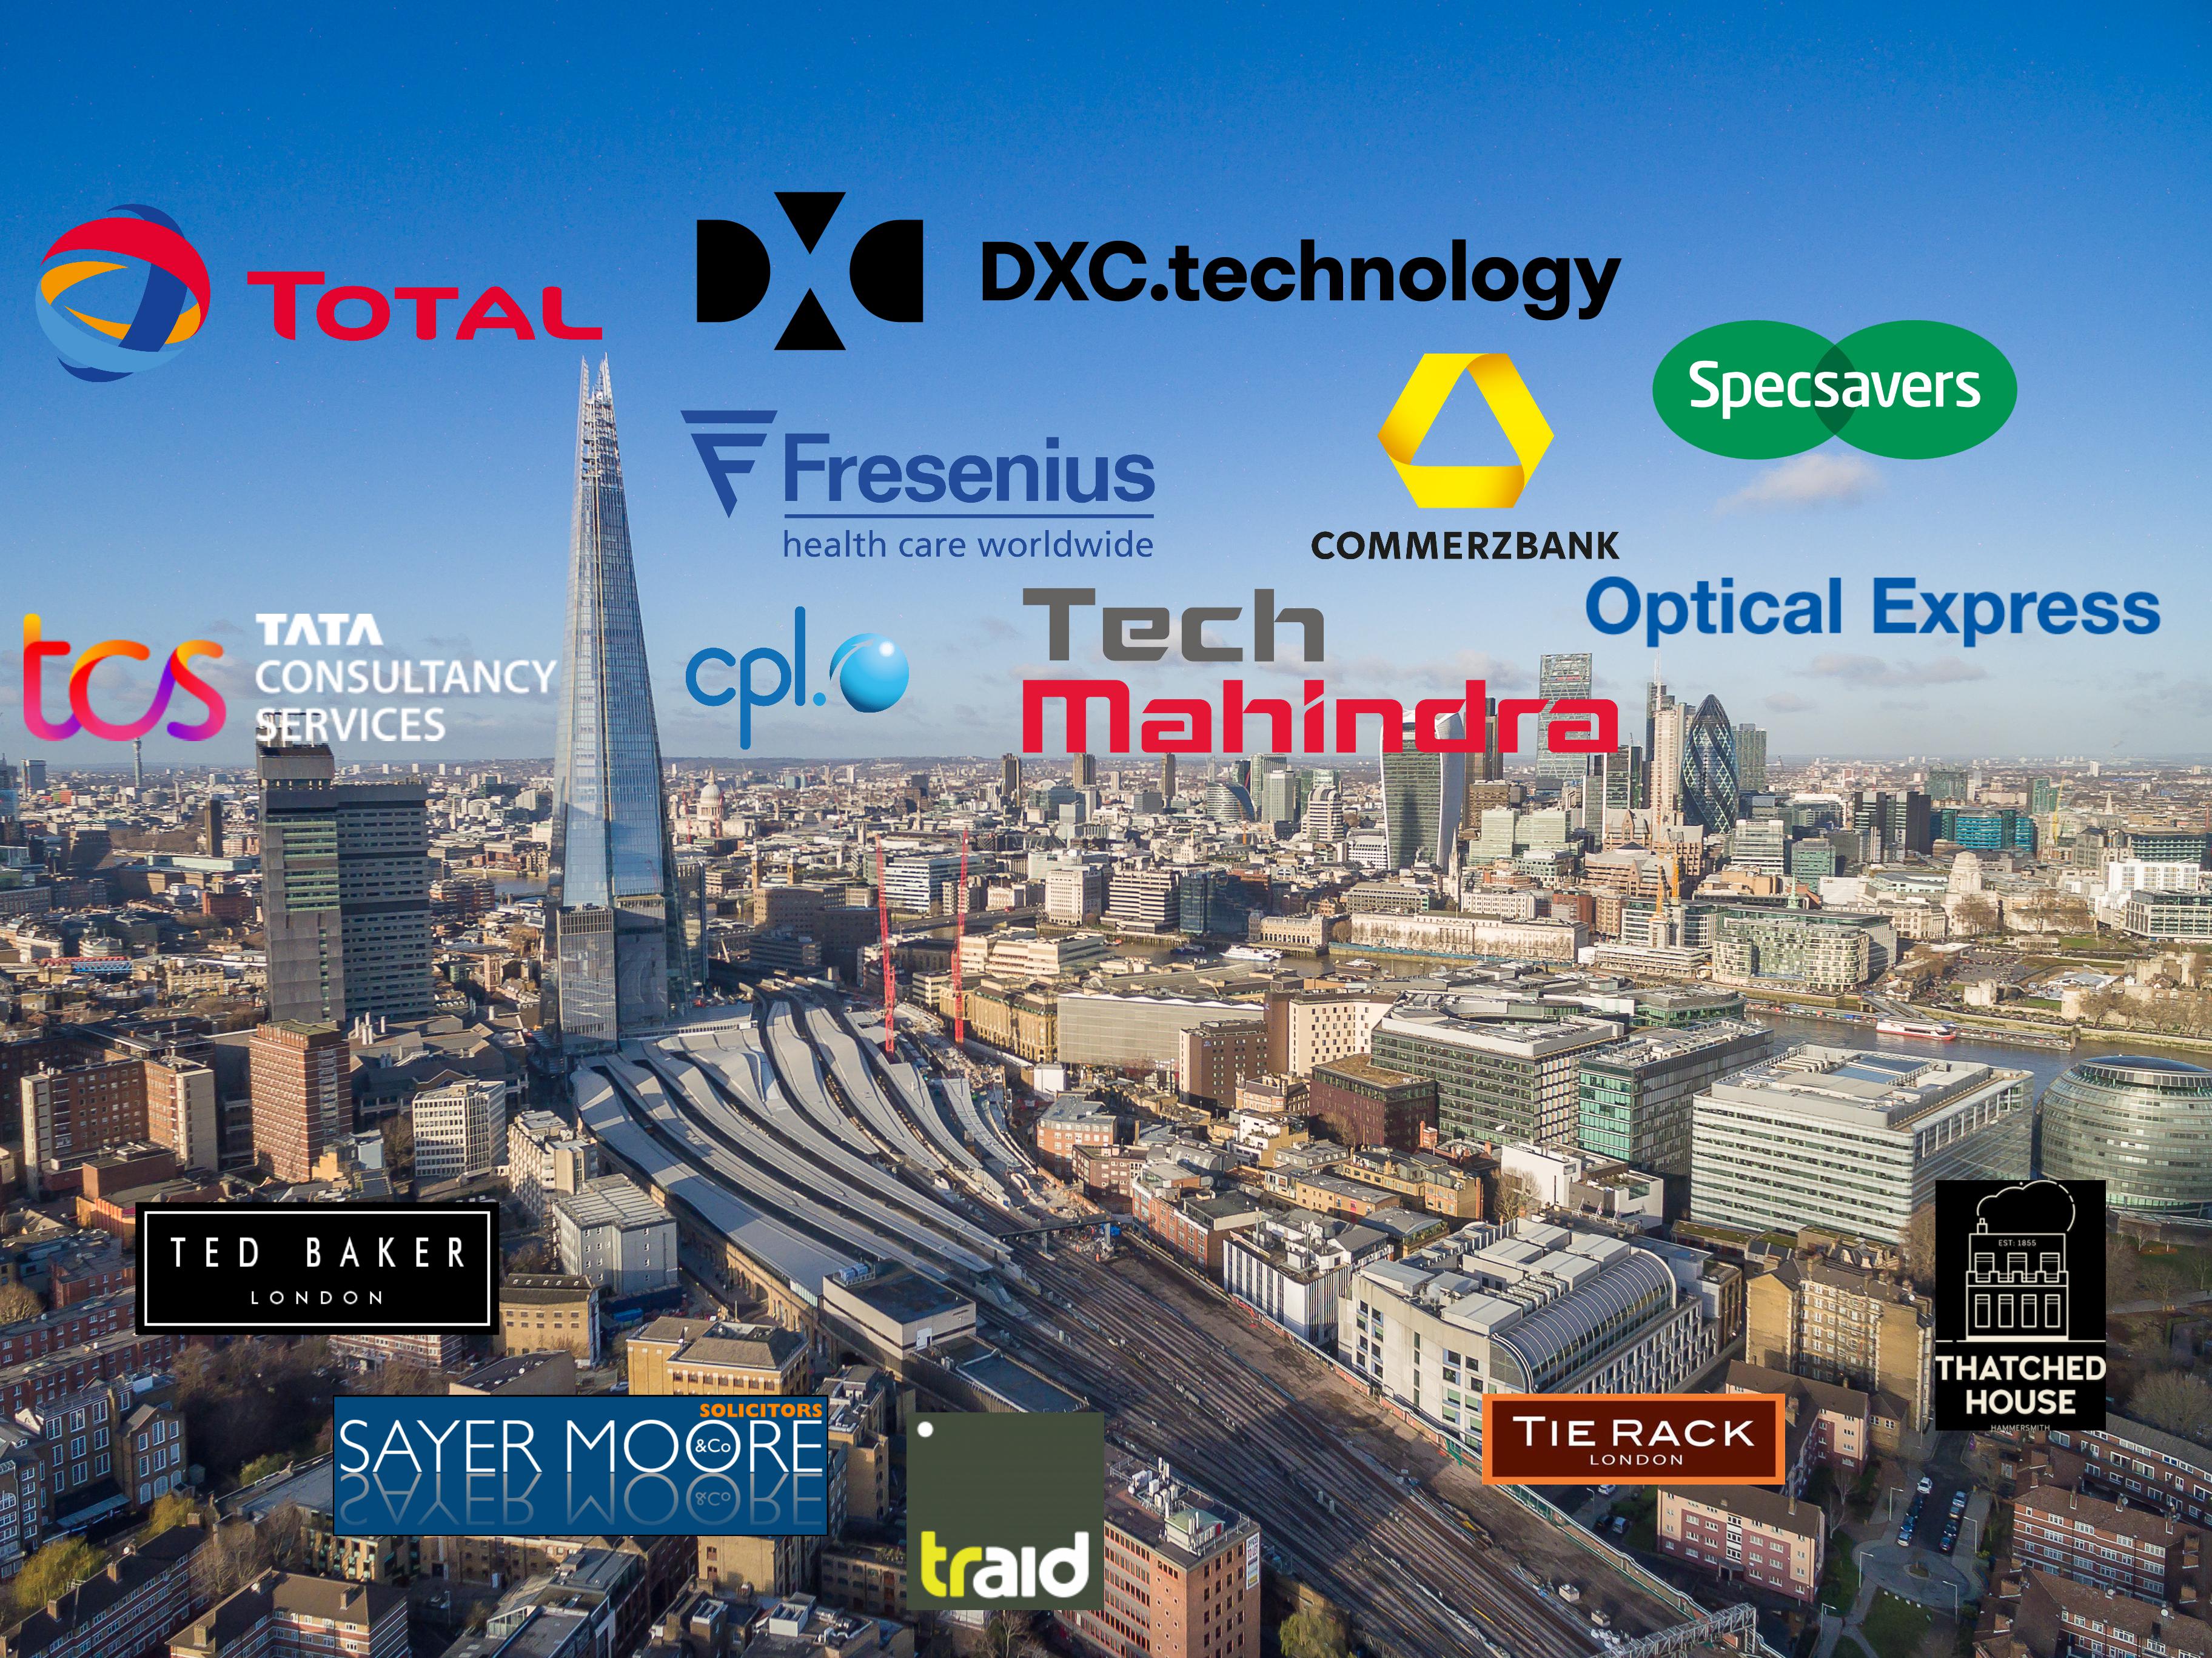 TOTAL
DXC
DXC.technology
Specsavers
Fresenius
health care worldwide
COMMERZBANK
Optical Express
tcs
TATA
CONSULTANCY
SERVICES
cpl.
Tech
Mahindra
TED BAKER
LONDON
EST: 1855
THATCHED
HOUSE
HAMMERSMITH
SOLICITORS
SAYER MOORE
&Co
TIE RACK
LONDON
traid